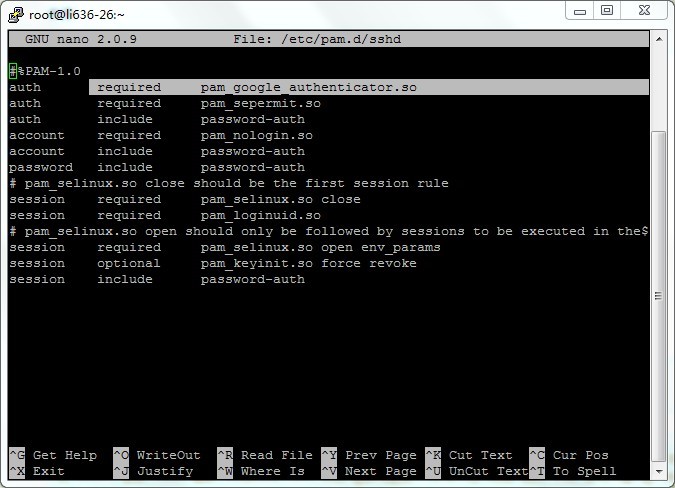 root@li636-26:~
GNU nano 2.0.9 File: /etc/pam.d/sshd
#%PAM-1.0
auth required pam_google_authenticator.so
auth required pam_sepermit.so
auth include password-auth
account required pam_nologin.so
account include password-auth
password include password-auth
# pam_selinux.so close should be the first session rule
session required pam_selinux.so close
session required pam_loginuid.so
# pam_selinux.so open should only be followed by sessions to be executed in the$
session required pam_selinux.so open env_params
session optional pam_keyinit.so force revoke
session include password-auth
^G Get Help ^O WriteOut ^R Read File ^Y Prev Page ^K Cut Text ^C Cur Pos
^X Exit ^J Justify ^W Where Is ^V Next Page ^U UnCut Text ^T To Spell